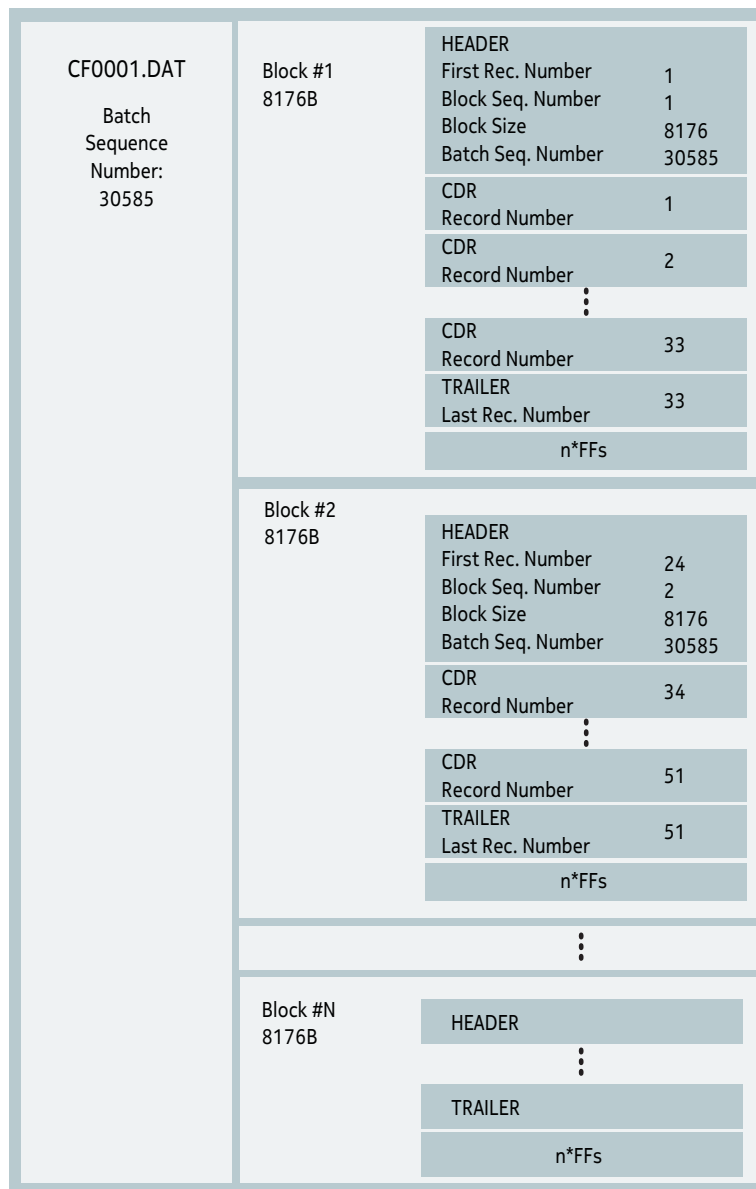 CF0001.DAT
Batch
Sequence
Number:
30585
Block #1
8176B
HEADER
First Rec. Number 1
Block Seq. Number 1
Block Size 8176
Batch Seq. Number 30585
CDR
Record Number 1
CDR
Record Number 2
CDR
Record Number 33
TRAILER
Last Rec. Number 33
n*FFs
Block #2
8176B
HEADER
First Rec. Number 24
Block Seq. Number 2
Block Size 8176
Batch Seq. Number 30585
CDR
Record Number 34
CDR
Record Number 51
TRAILER
Last Rec. Number 51
n*FFs
Block #N
8176B
HEADER
TRAILER
n*FFs